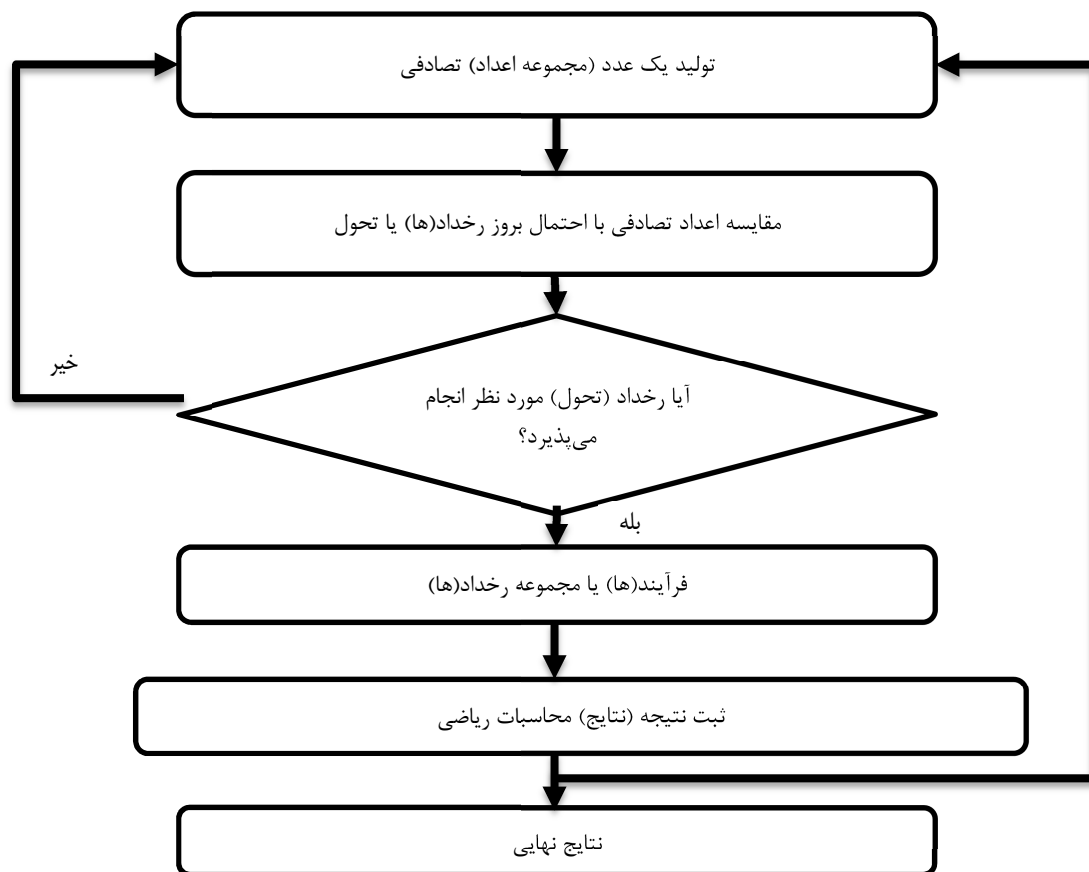 تولید یک عدد (مجموعه اعداد) تصادفی
مقایسه اعداد تصادفی با احتمال بروز رخداد(ها) یا تحول
خیر
آیا رخداد (تحول) مورد نظر انجام
می‌پذیرد؟
بله
فرآیند(ها) یا مجموعه رخداد(ها)
ثبت نتیجه (نتایج) محاسبات ریاضی
نتایج نهایی